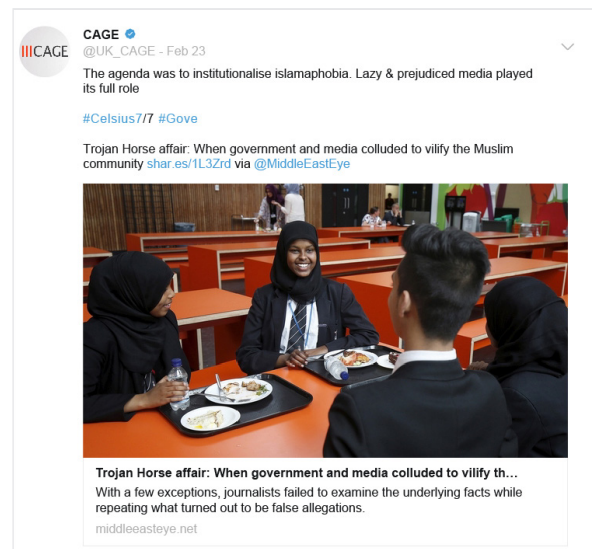 IIICAGE
CAGE
@UK_CAGE - Feb 23
The agenda was to institutionalise islamaphobia. Lazy & prejudiced media played
its full role
#Celsius7/7 #Gove
Trojan Horse affair: When government and media colluded to vilify the Muslim
community shar.es/1L3Zrd via @MiddleEastEye
Trojan Horse affair: When government and media colluded to vilify th...
With a few exceptions, journalists failed to examine the underlying facts while
repeating what turned out to be false allegations.
middleeasteye.net